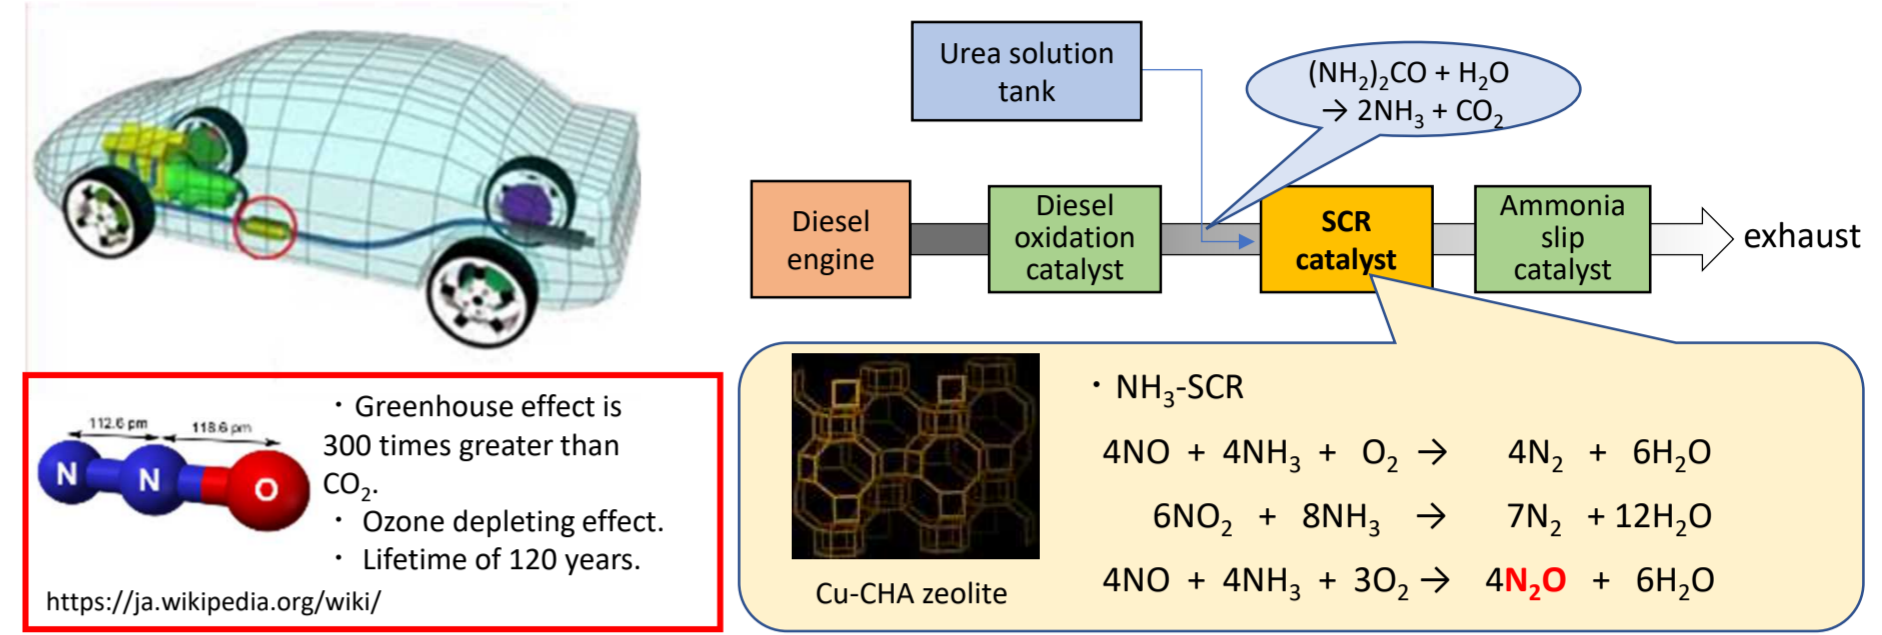 Urea solution
tank
(NH₂)₂CO + H₂O
→ 2NH₃ + CO₂
Diesel
engine
Diesel
oxidation
catalyst
SCR
catalyst
Ammonia
slip
catalyst
exhaust
112.6 pm
118.6 pm
N
N
O
・Greenhouse effect is
300 times greater than
CO₂.
・Ozone depleting effect.
・Lifetime of 120 years.
https://ja.wikipedia.org/wiki/
Cu-CHA zeolite
・NH₃-SCR
4NO + 4NH₃ + O₂ → 4N₂ + 6H₂O
6NO₂ + 8NH₃ → 7N₂ + 12H₂O
4NO + 4NH₃ + 3O₂ → 4N₂O + 6H₂O